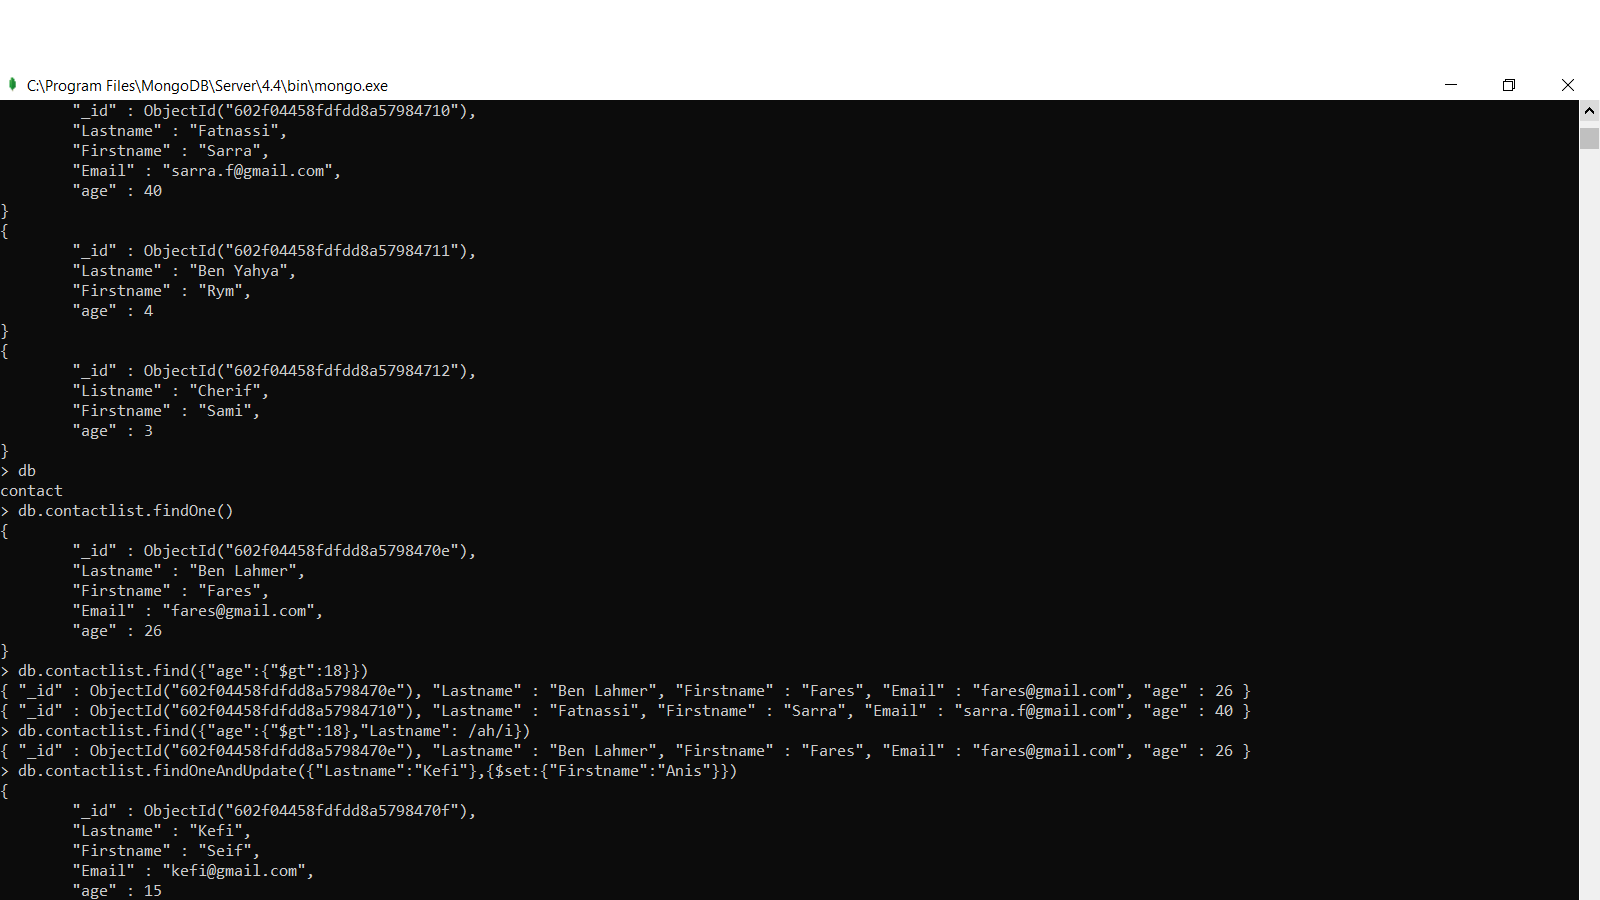 C:\Program Files\MongoDB\Server\4.4\bin\mongo.exe
"_id" : ObjectId("602f04458fdfdd8a57984710"),
"Lastname" : "Fatnassi",
"Firstname" : "Sarra",
"Email" : "sarra.f@gmail.com",
"age" : 40
}
{
"_id" : ObjectId("602f04458fdfdd8a57984711"),
"Lastname" : "Ben Yahya",
"Firstname" : "Rym",
"age" : 4
}
{
"_id" : ObjectId("602f04458fdfdd8a57984712"),
"Listname" : "Cherif",
"Firstname" : "Sami",
"age" : 3
}
> db
contact
> db.contactlist.findOne()
{
"_id" : ObjectId("602f04458fdfdd8a5798470e"),
"Lastname" : "Ben Lahmer",
"Firstname" : "Fares",
"Email" : "fares@gmail.com",
"age" : 26
}
> db.contactlist.find({"age":{"$gt":18}})
{ "_id" : ObjectId("602f04458fdfdd8a5798470e"), "Lastname" : "Ben Lahmer", "Firstname" : "Fares", "Email" : "fares@gmail.com", "age" : 26 }
{ "_id" : ObjectId("602f04458fdfdd8a57984710"), "Lastname" : "Fatnassi", "Firstname" : "Sarra", "Email" : "sarra.f@gmail.com", "age" : 40 }
> db.contactlist.find({"age":{"$gt":18},"Lastname": /ah/i})
{ "_id" : ObjectId("602f04458fdfdd8a5798470e"), "Lastname" : "Ben Lahmer", "Firstname" : "Fares", "Email" : "fares@gmail.com", "age" : 26 }
> db.contactlist.findOneAndUpdate({"Lastname":"Kefi"},{$set:{"Firstname":"Anis"}})
{
"_id" : ObjectId("602f04458fdfdd8a5798470f"),
"Lastname" : "Kefi",
"Firstname" : "Seif",
"Email" : "kefi@gmail.com",
"age" : 15